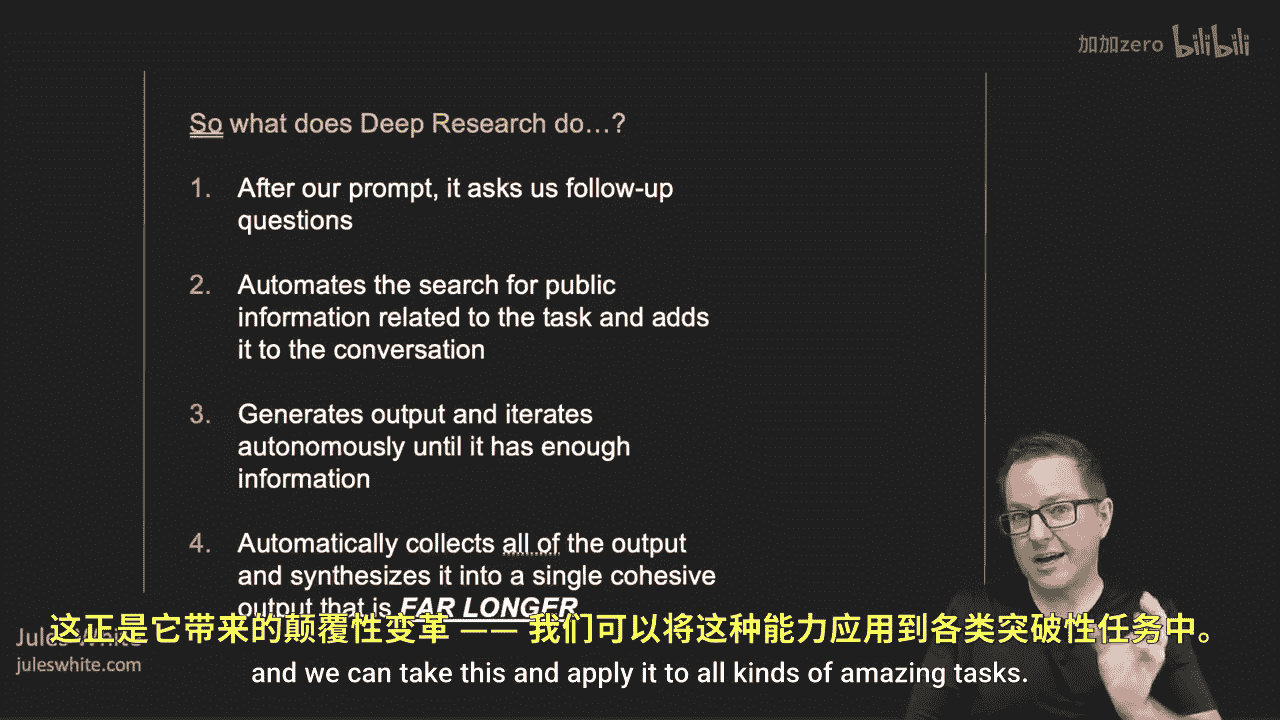 加加zero bilibili
So what does Deep Research do...?
1. After our prompt, it asks us follow-up
questions
2. Automates the search for public
information related to the task and adds
it to the conversation
3. Generates output and iterates
autonomously until it has enough
information
4. Automatically collects all of the output
and synthesizes it into a single cohesive
output that is FAR LONGER
Jules White
这正是它带来的颠覆性变革 —— 我们可以将这种能力应用到各类突破性任务中。
juleswhite.com
and we can take this and apply it to all kinds of amazing tasks.